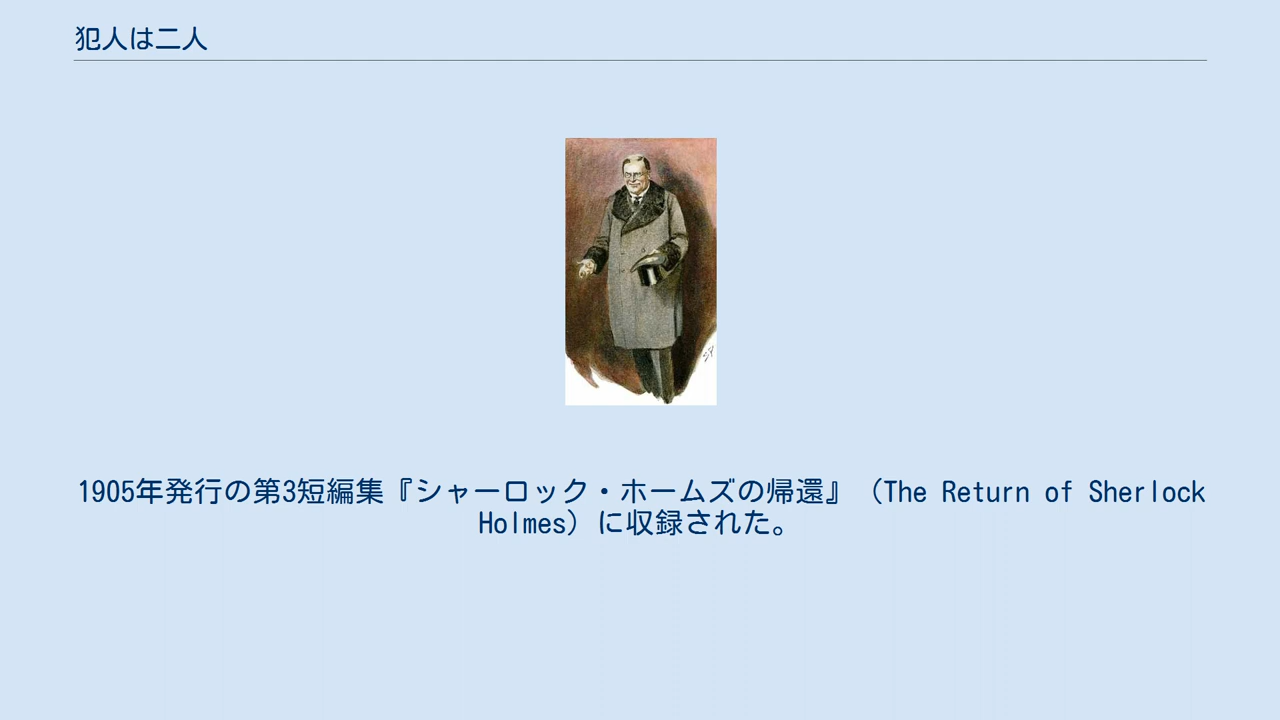 犯人は二人
1905年発行の第3短編集『シャーロック・ホームズの帰還』（The Return of Sherlock
Holmes）に収録された。
SP